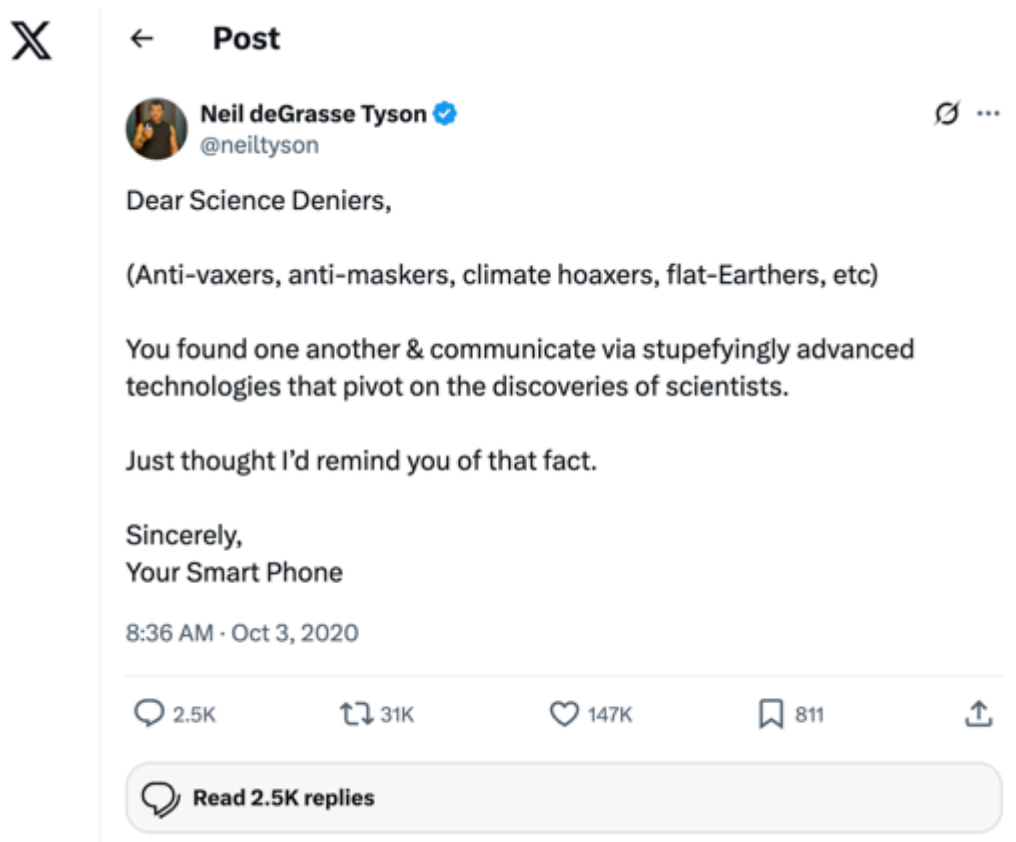 Post
Neil deGrasse Tyson
@neiltyson
Dear Science Deniers,
(Anti-vaxers, anti-maskers, climate hoaxers, flat-Earthers, etc)
You found one another & communicate via stupefyingly advanced
technologies that pivot on the discoveries of scientists.
Just thought I’d remind you of that fact.
Sincerely,
Your Smart Phone
8:36 AM · Oct 3, 2020
2.5K 31K 147K 811
Read 2.5K replies